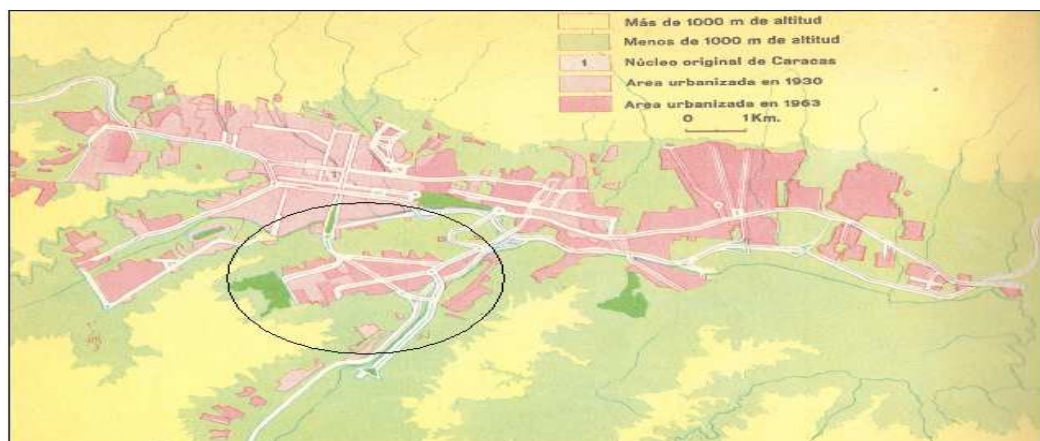 Más de 1000 m de altitud
Menos de 1000 m de altitud
1 Núcleo original de Caracas
Area urbanizada en 1930
Area urbanizada en 1963
0 1Km.
1